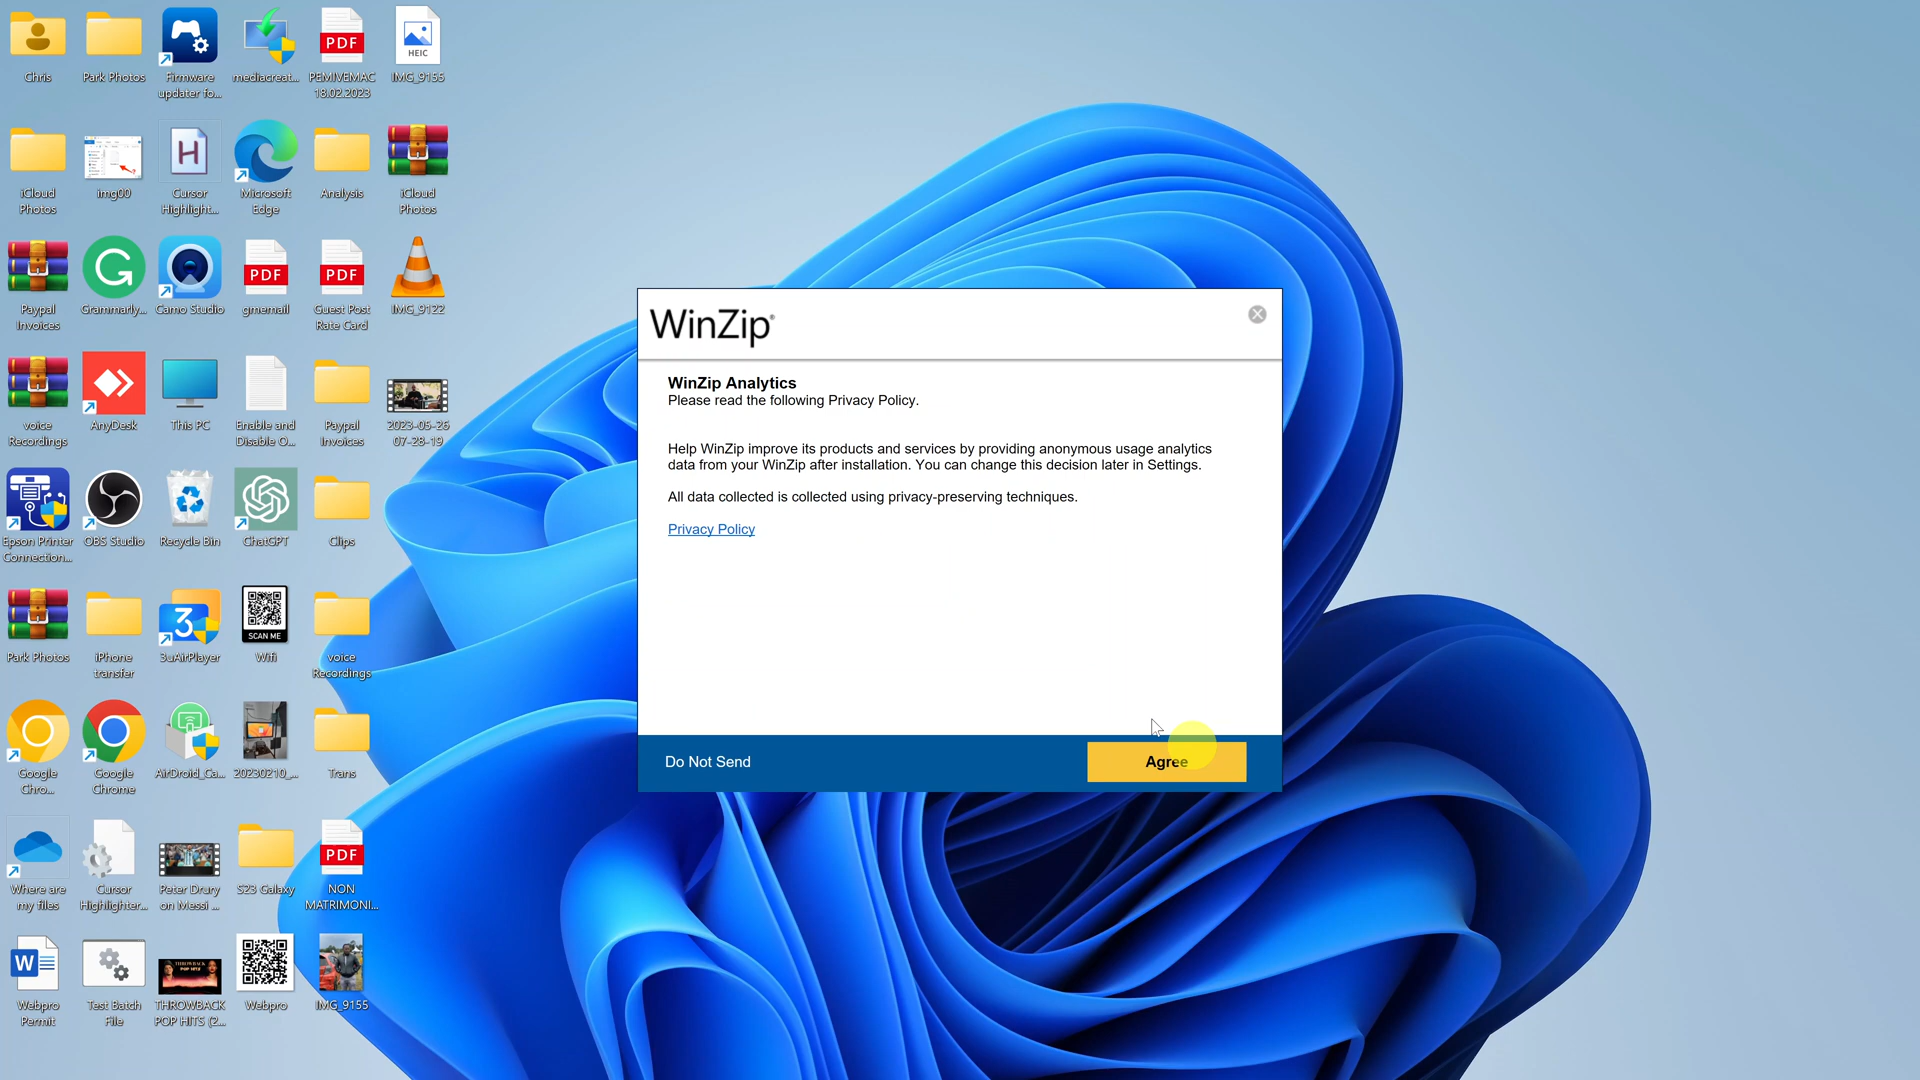 Chris
Park Photos
Firmware
updater fo...
mediacreat...
PDF
PEMIVEMAC
18.02.2023
HEIC
IMG_9155
iCloud
Photos
img00
H
Cursor
Highlight...
Microsoft
Edge
Analysis
iCloud
Photos
Paypal
Invoices
Grammarly...
Camo Studio
PDF
gmemail
PDF
Guest Post
Rate Card
IMG_9122
voice
Recordings
AnyDesk
This PC
Enable and
Disable O...
Paypal
Invoices
2023-05-26
07-28-19
Epson Printer
Connection...
OBS Studio
Recycle Bin
ChatGPT
Clips
Park Photos
iPhone
transfer
3
3uAirPlayer
SCAN ME
Wifi
voice
Recordings
Google
Chro...
Google
Chrome
AirDroid_Ca...
20230210_...
Trans
Where are
my files
Cursor
Highlighter...
Peter Drury
on Messi ...
S23 Galaxy
PDF
NON
MATRIMONI...
W
Webpro
Permit
Test Batch
File
THROWBACK
POP HITS
THROWBACK
POP HITS (2...
Webpro
IMG_9155
WinZip®
WinZip Analytics
Please read the following Privacy Policy.
Help WinZip improve its products and services by providing anonymous usage analytics
data from your WinZip after installation. You can change this decision later in Settings.
All data collected is collected using privacy-preserving techniques.
Privacy Policy
Do Not Send
Agree